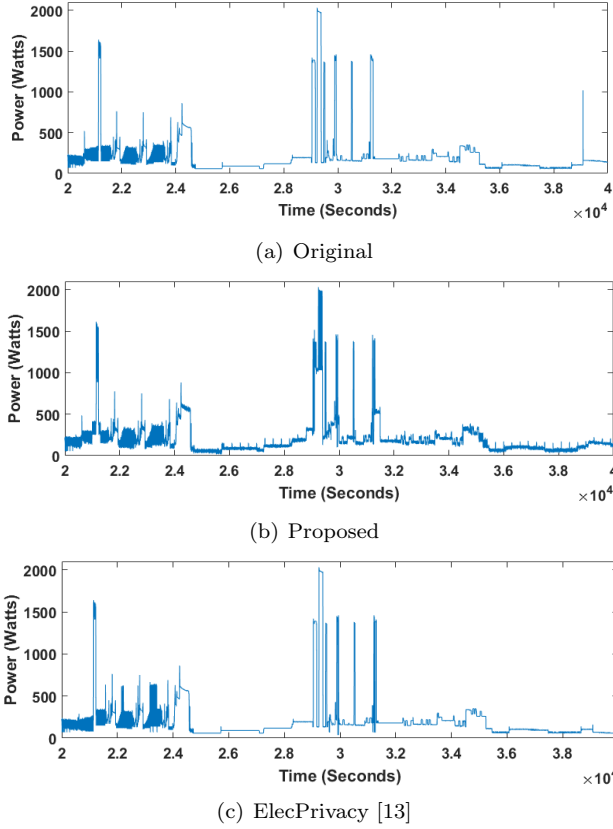 2000
1500
1000
500
0
Power (Watts)
2 2.2 2.4 2.6 2.8 3 3.2 3.4 3.6 3.8 4
Time (Seconds)
×10⁴
(a) Original
2000
1500
1000
500
0
Power (Watts)
2 2.2 2.4 2.6 2.8 3 3.2 3.4 3.6 3.8 4
Time (Seconds)
×10⁴
(b) Proposed
2000
1500
1000
500
0
Power (Watts)
2 2.2 2.4 2.6 2.8 3 3.2 3.4 3.6 3.8
Time (Seconds)
×10
(c) ElecPrivacy [13]